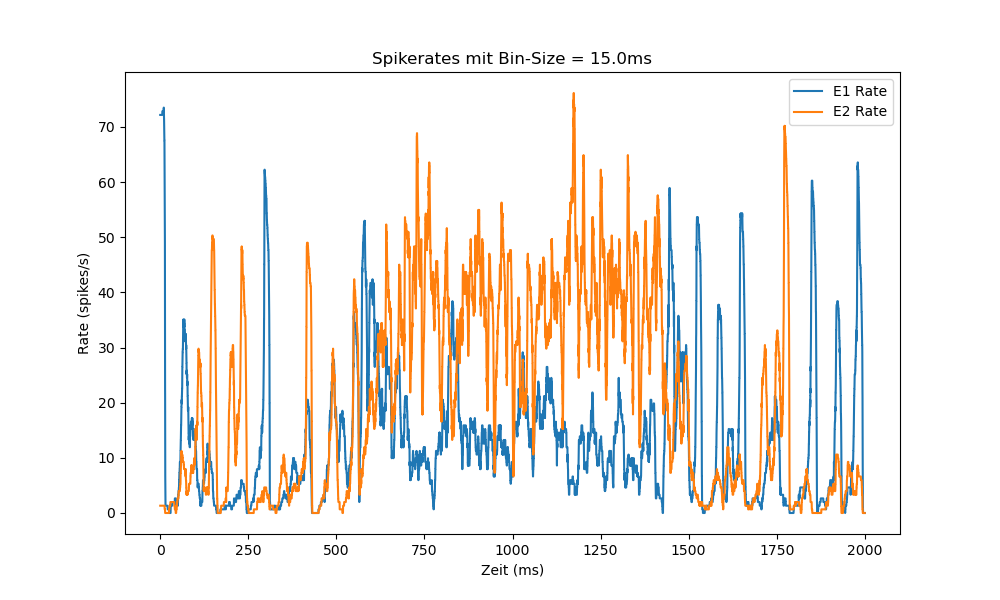 Spikerates mit Bin-Size = 15.0ms
E1 Rate
E2 Rate
Rate (spikes/s)
70
60
50
40
30
20
10
0
0 250 500 750 1000 1250 1500 1750 2000
Zeit (ms)